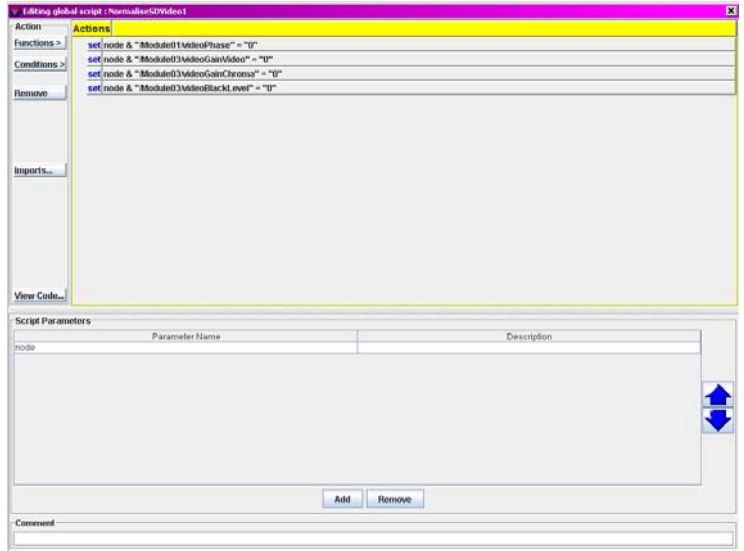 Editing global script : NormaliseSDVideo1
Action
Functions >
Conditions >
Remove
Imports...
View Code...
Actions
set node & "/Module01/videoPhase" = "0"
set node & "/Module03/videoGainVideo" = "0"
set node & "/Module03/videoGainChroma" = "0"
set node & "/Module03/videoBlackLevel" = "0"
Script Parameters
Parameter Name Description
node
Add Remove
Comment